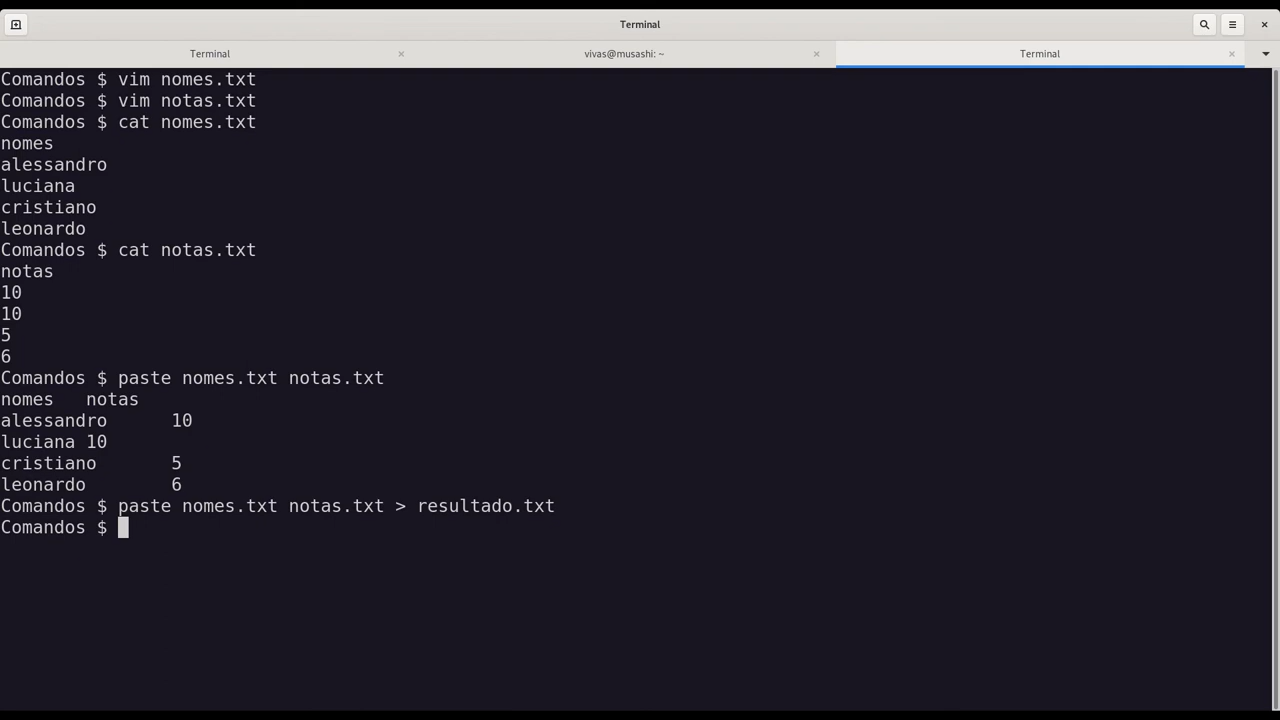 Terminal
Terminal
vivas@musashi: ~
Terminal
Comandos $ vim nomes.txt
Comandos $ vim notas.txt
Comandos $ cat nomes.txt
nomes
alessandro
luciana
cristiano
leonardo
Comandos $ cat notas.txt
notas
10
10
5
6
Comandos $ paste nomes.txt notas.txt
nomes   notas
alessandro      10
luciana 10
cristiano       5
leonardo        6
Comandos $ paste nomes.txt notas.txt > resultado.txt
Comandos $